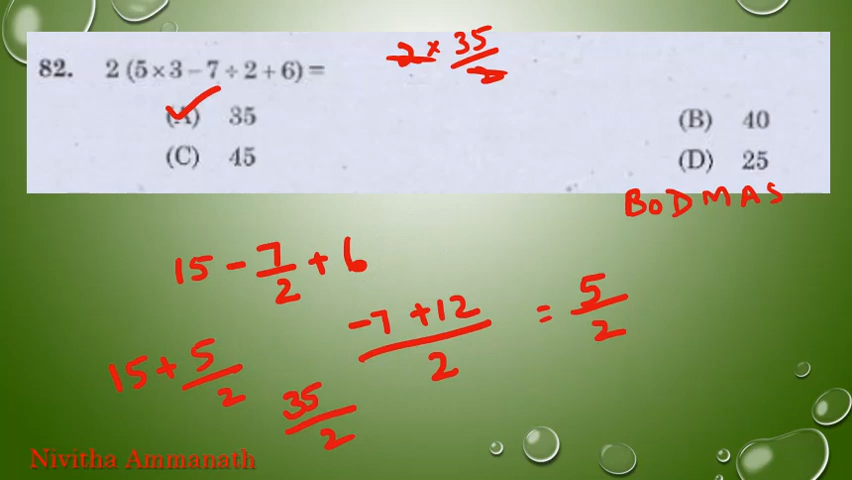 82. 2 (5 × 3 – 7 ÷ 2 + 6) =
2 × 35/2
(A) 35
(B) 40
(C) 45
(D) 25
BODMAS
15 - 7/2 + 6
-7 + 12/2 = 5/2
15 + 5/2
35/2
Nivitha Ammanath